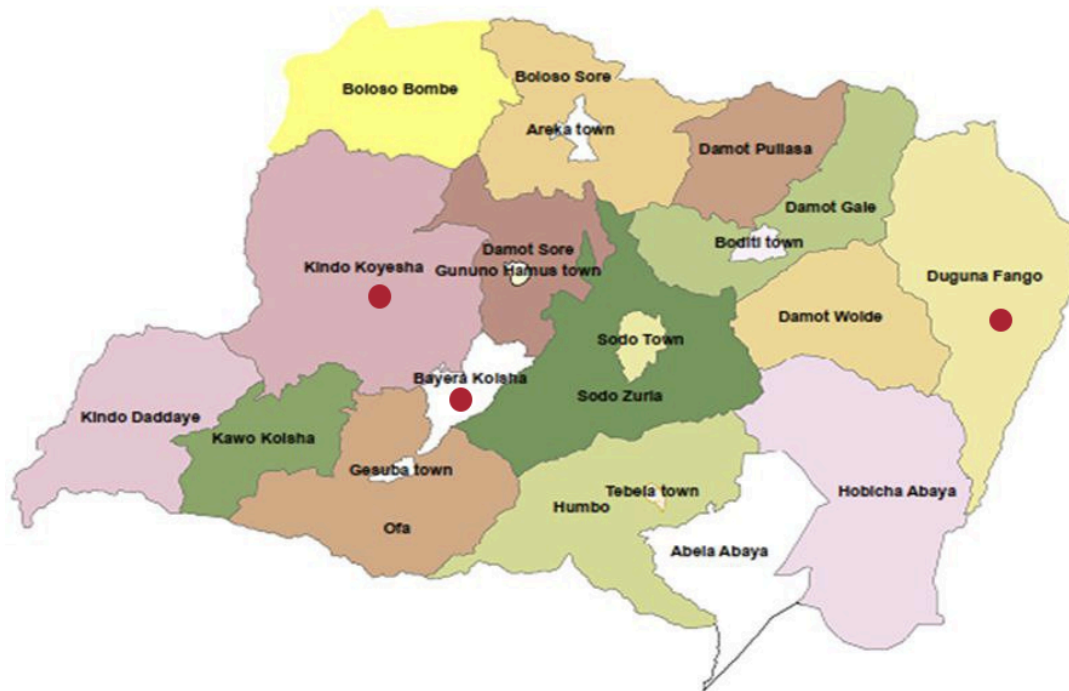 Boloso Sore
Boloso Bombe
Areka town
Damot Pullasa
Damot Gale
Damot Sore
Boditi town
Gununo Hamus town
Kindo Koyesha
Duguna Fango
Damot Wolde
Sodo Town
Bayera Kolsha
Sodo Zuria
Kindo Daddaye
Kawo Kolsha
Gesuba town
Tebela town
Hobicha Abaya
Humbo
Ofa
Abela Abaya